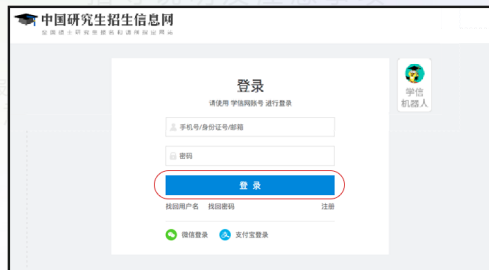 中国研究生招生信息网
登录
请使用 学信网账号 进行登录
手机号/身份证号/邮箱
密码
登 录
找回用户名 找回密码 注册
微信登录 支付宝登录
学信
机器人